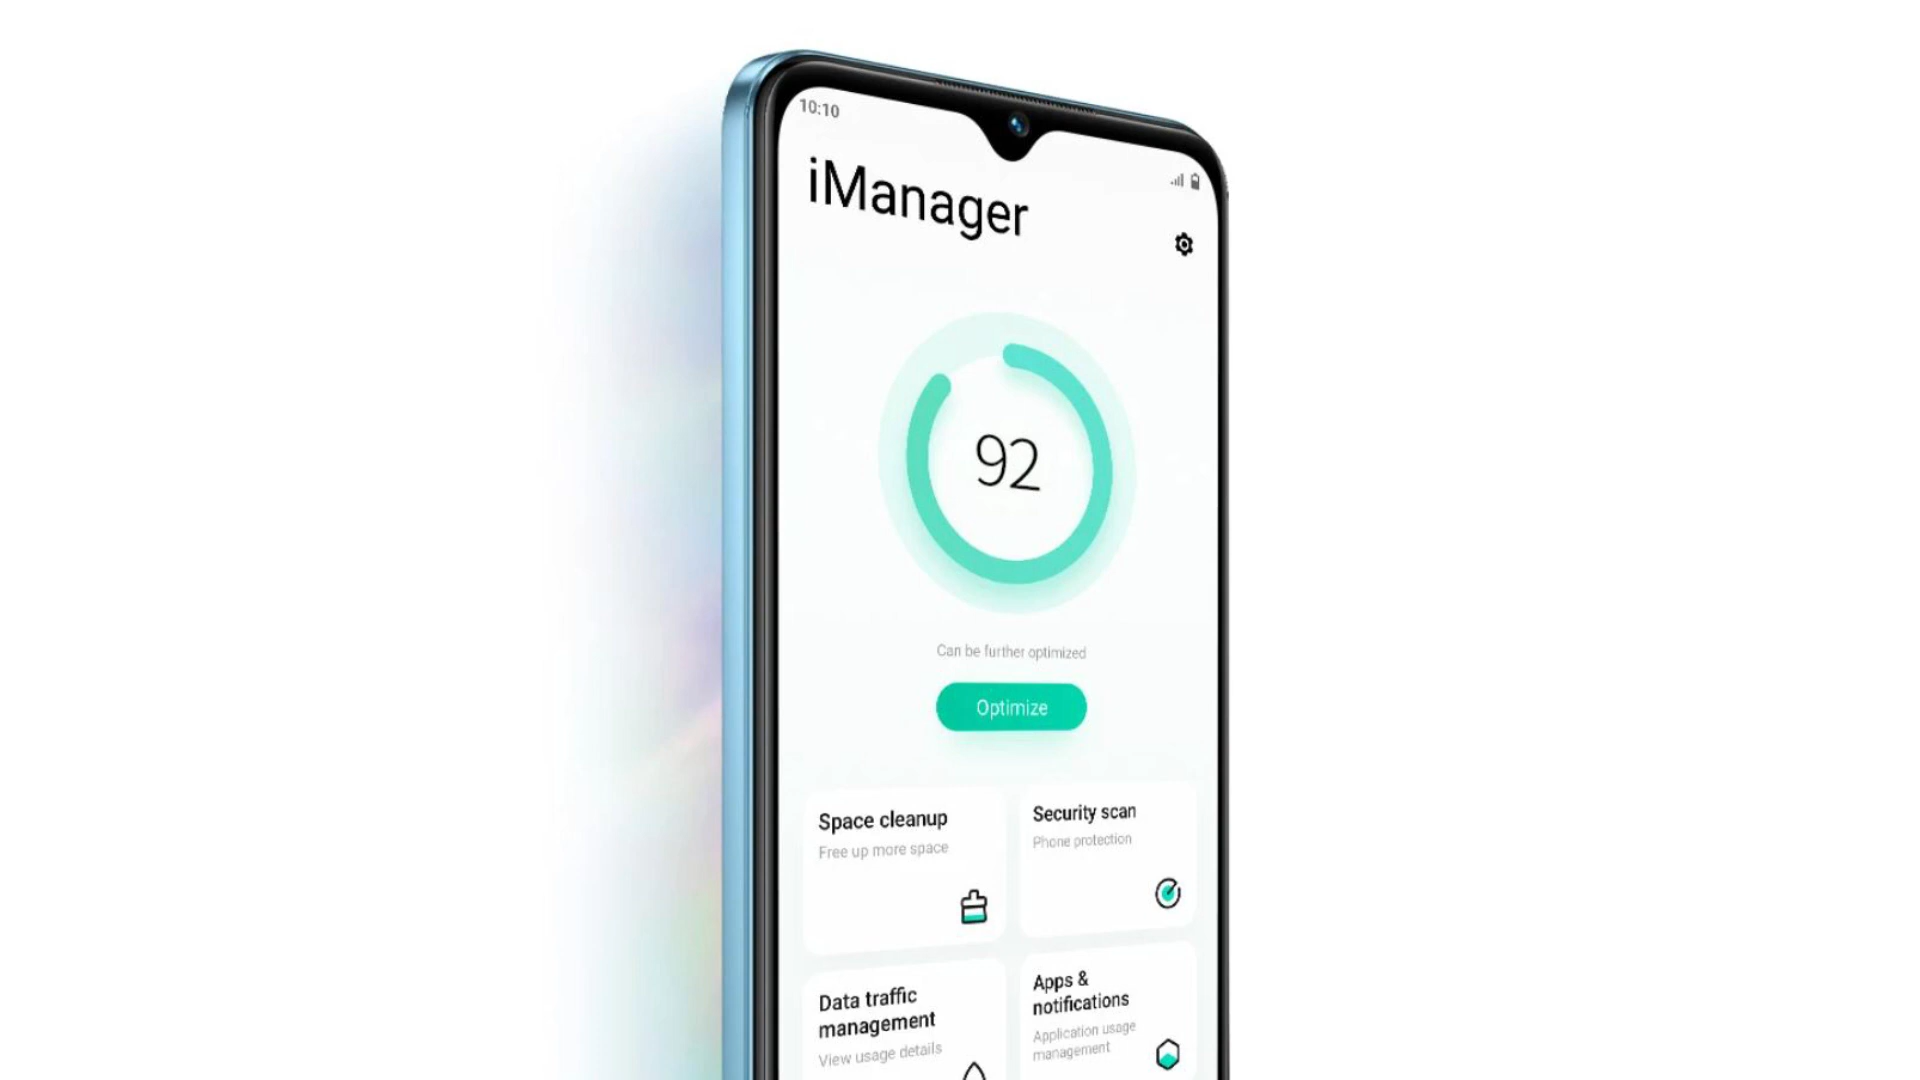 10:10
iManager
92
Can be further optimized
Optimize
Space cleanup
Free up more space
Security scan
Phone protection
Data traffic
management
View usage details
Apps &
notifications
Application usage
management